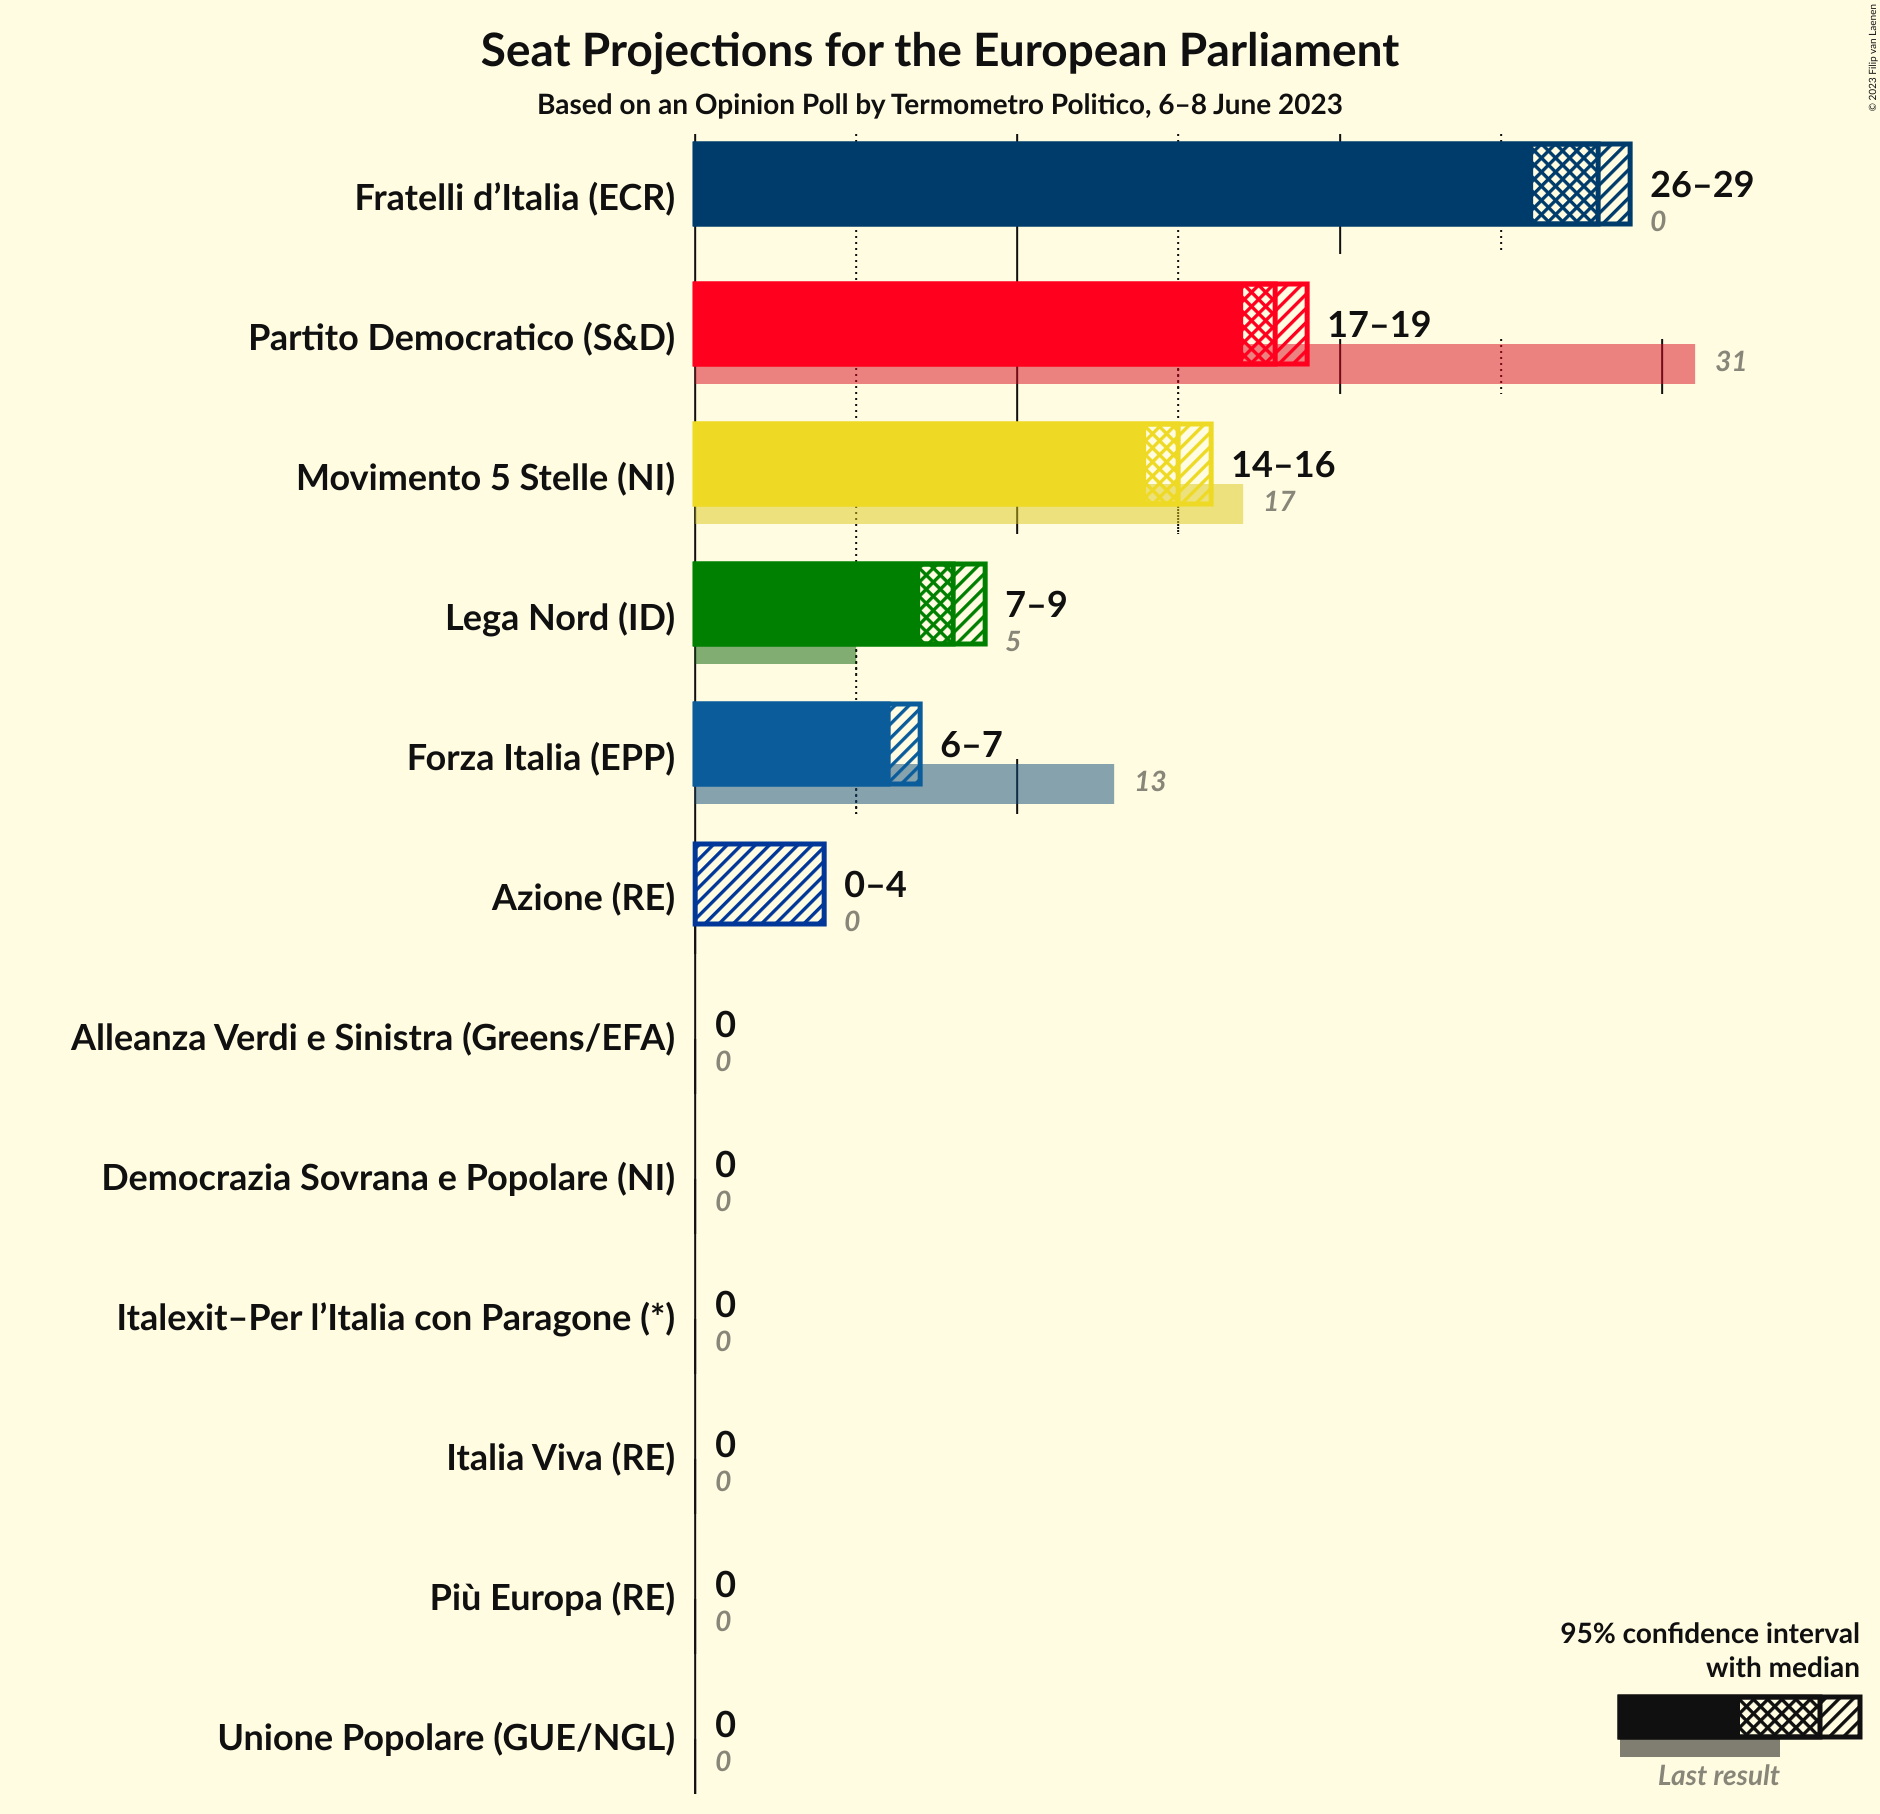 Seat Projections for the European Parliament
Based on an Opinion Poll by Termometro Politico, 6–8 June 2023
© 2023 Filip van Laenen
Fratelli d’Italia (ECR)
26–29
0
Partito Democratico (S&D)
17–19
31
Movimento 5 Stelle (NI)
14–16
17
Lega Nord (ID)
7–9
5
Forza Italia (EPP)
6–7
13
Azione (RE)
0–4
0
Alleanza Verdi e Sinistra (Greens/EFA)
0
0
Democrazia Sovrana e Popolare (NI)
0
0
Italexit–Per l’Italia con Paragone (*)
0
0
Italia Viva (RE)
0
0
Più Europa (RE)
0
0
Unione Popolare (GUE/NGL)
0
0
95% confidence interval
with median
Last result